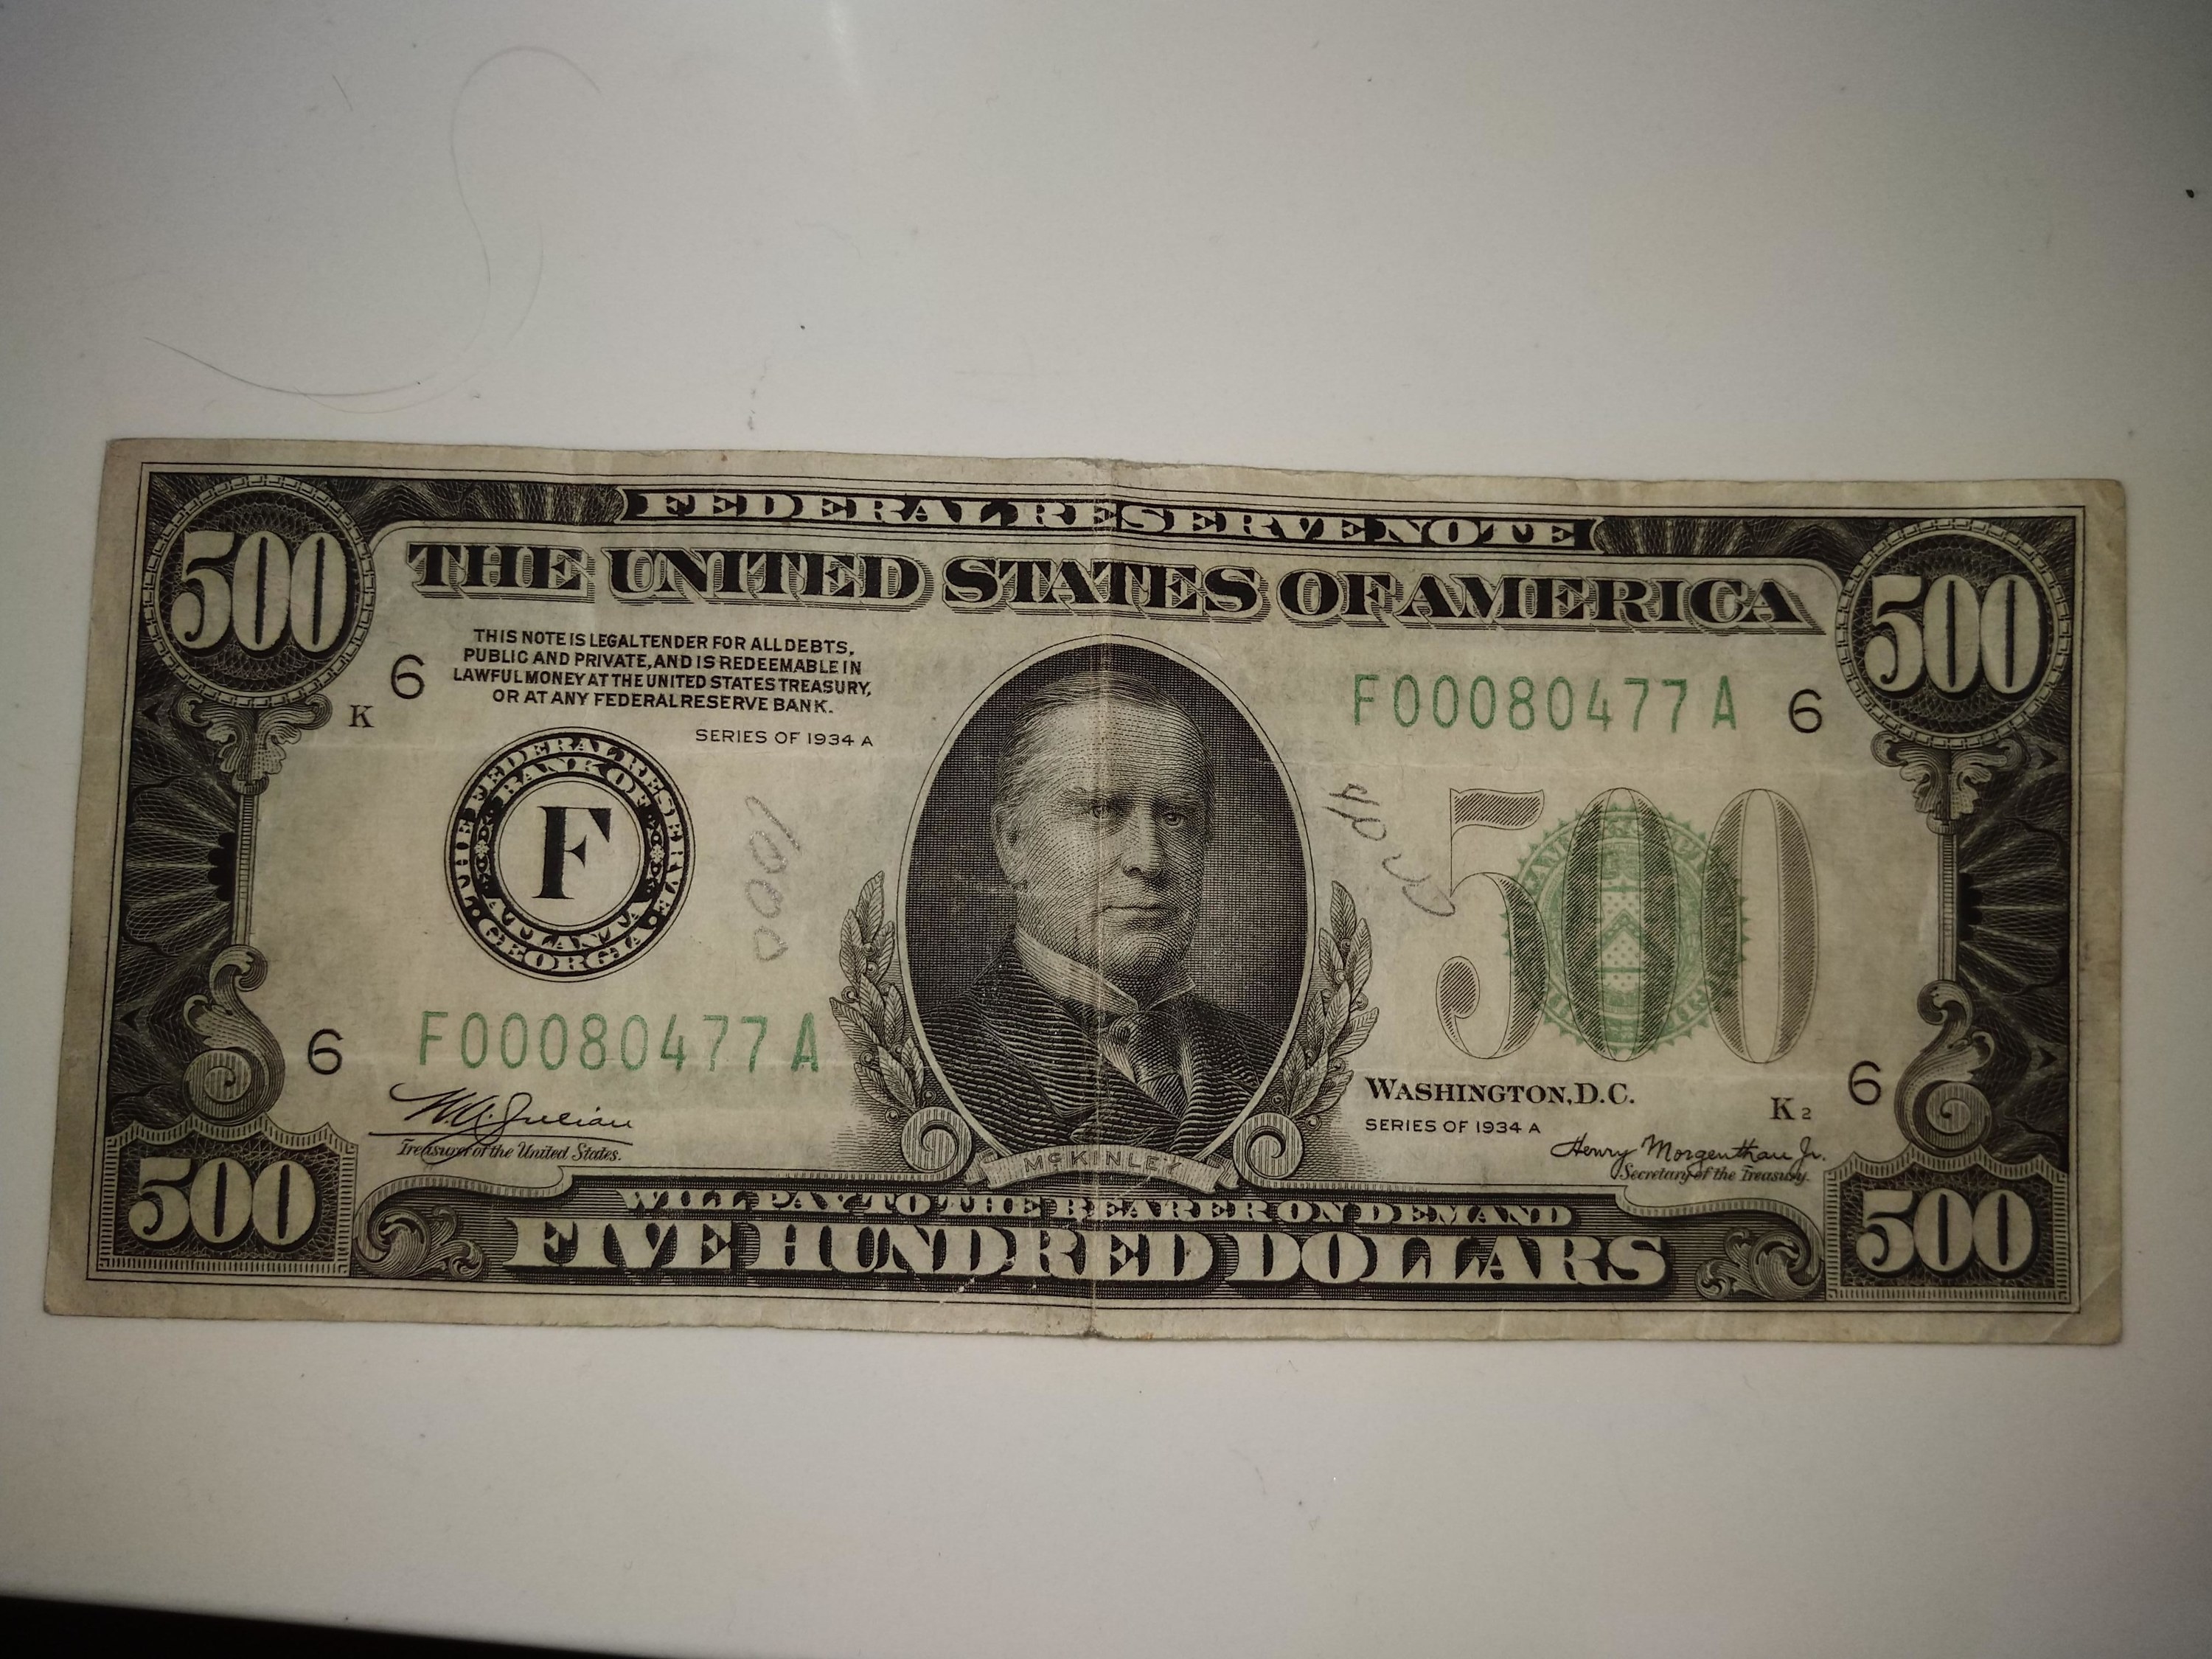 FEDERAL RESERVE NOTE
500
THE UNITED STATES OF AMERICA
500
THIS NOTE IS LEGAL TENDER FOR ALL DEBTS,
PUBLIC AND PRIVATE, AND IS REDEEMABLE IN
LAWFUL MONEY AT THE UNITED STATES TREASURY,
OR AT ANY FEDERAL RESERVE BANK.
6
K
SERIES OF 1934 A
F00080477A
6
THE FEDERAL RESERVE
BANK OF
F
ATLANTA
GEORGIA
1000
500
6
F00080477A
W.A. Julian
Treasurer of the United States.
WASHINGTON, D.C.
SERIES OF 1934 A
K2
6
Henry Morgenthau Jr.
Secretary of the Treasury.
McKINLEY
500
WILL PAY TO THE BEARER ON DEMAND
FIVE HUNDRED DOLLARS
500